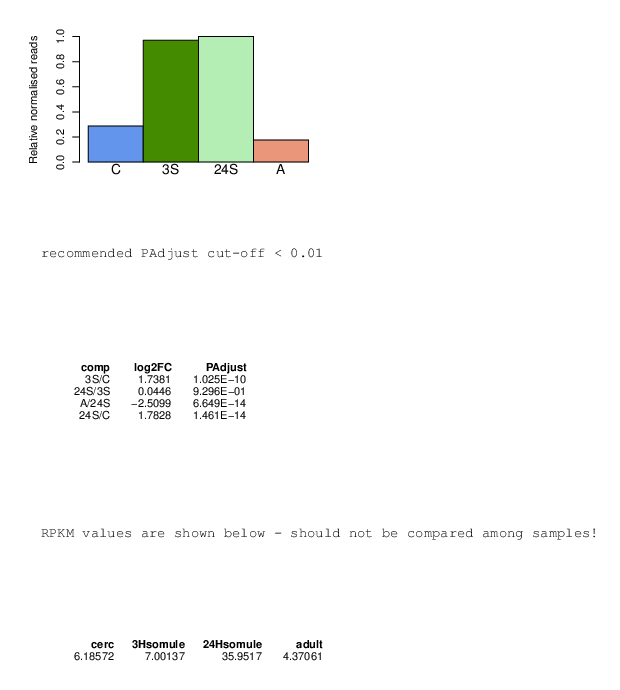 Relative normalised reads
1.0
0.8
0.6
0.4
0.2
0.0
C 3S 24S A
recommended PAdjust cut-off < 0.01
comp log2FC PAdjust
3S/C 1.7381 1.025E−10
24S/3S 0.0446 9.296E−01
A/24S −2.5099 6.649E−14
24S/C 1.7828 1.461E−14
RPKM values are shown below - should not be compared among samples!
cerc 3Hsomule 24Hsomule adult
6.18572 7.00137 35.9517 4.37061